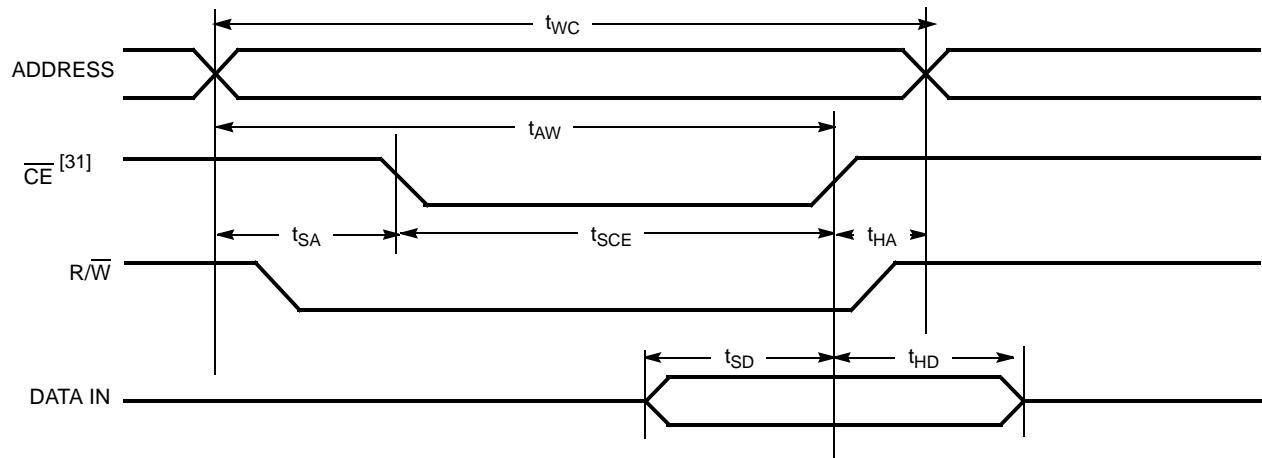 tWC
ADDRESS
tAW
CE [31]
tSA
tSCE
tHA
R/W
tSD
tHD
DATA IN